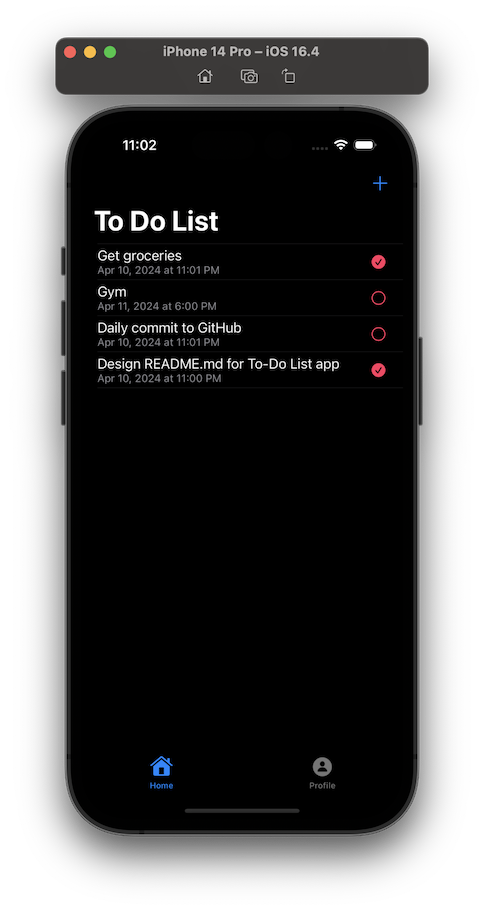 iPhone 14 Pro – iOS 16.4
11:02
To Do List
Get groceries
Apr 10, 2024 at 11:01 PM
Gym
Apr 11, 2024 at 6:00 PM
Daily commit to GitHub
Apr 10, 2024 at 11:01 PM
Design README.md for To-Do List app
Apr 10, 2024 at 11:00 PM
Home
Profile